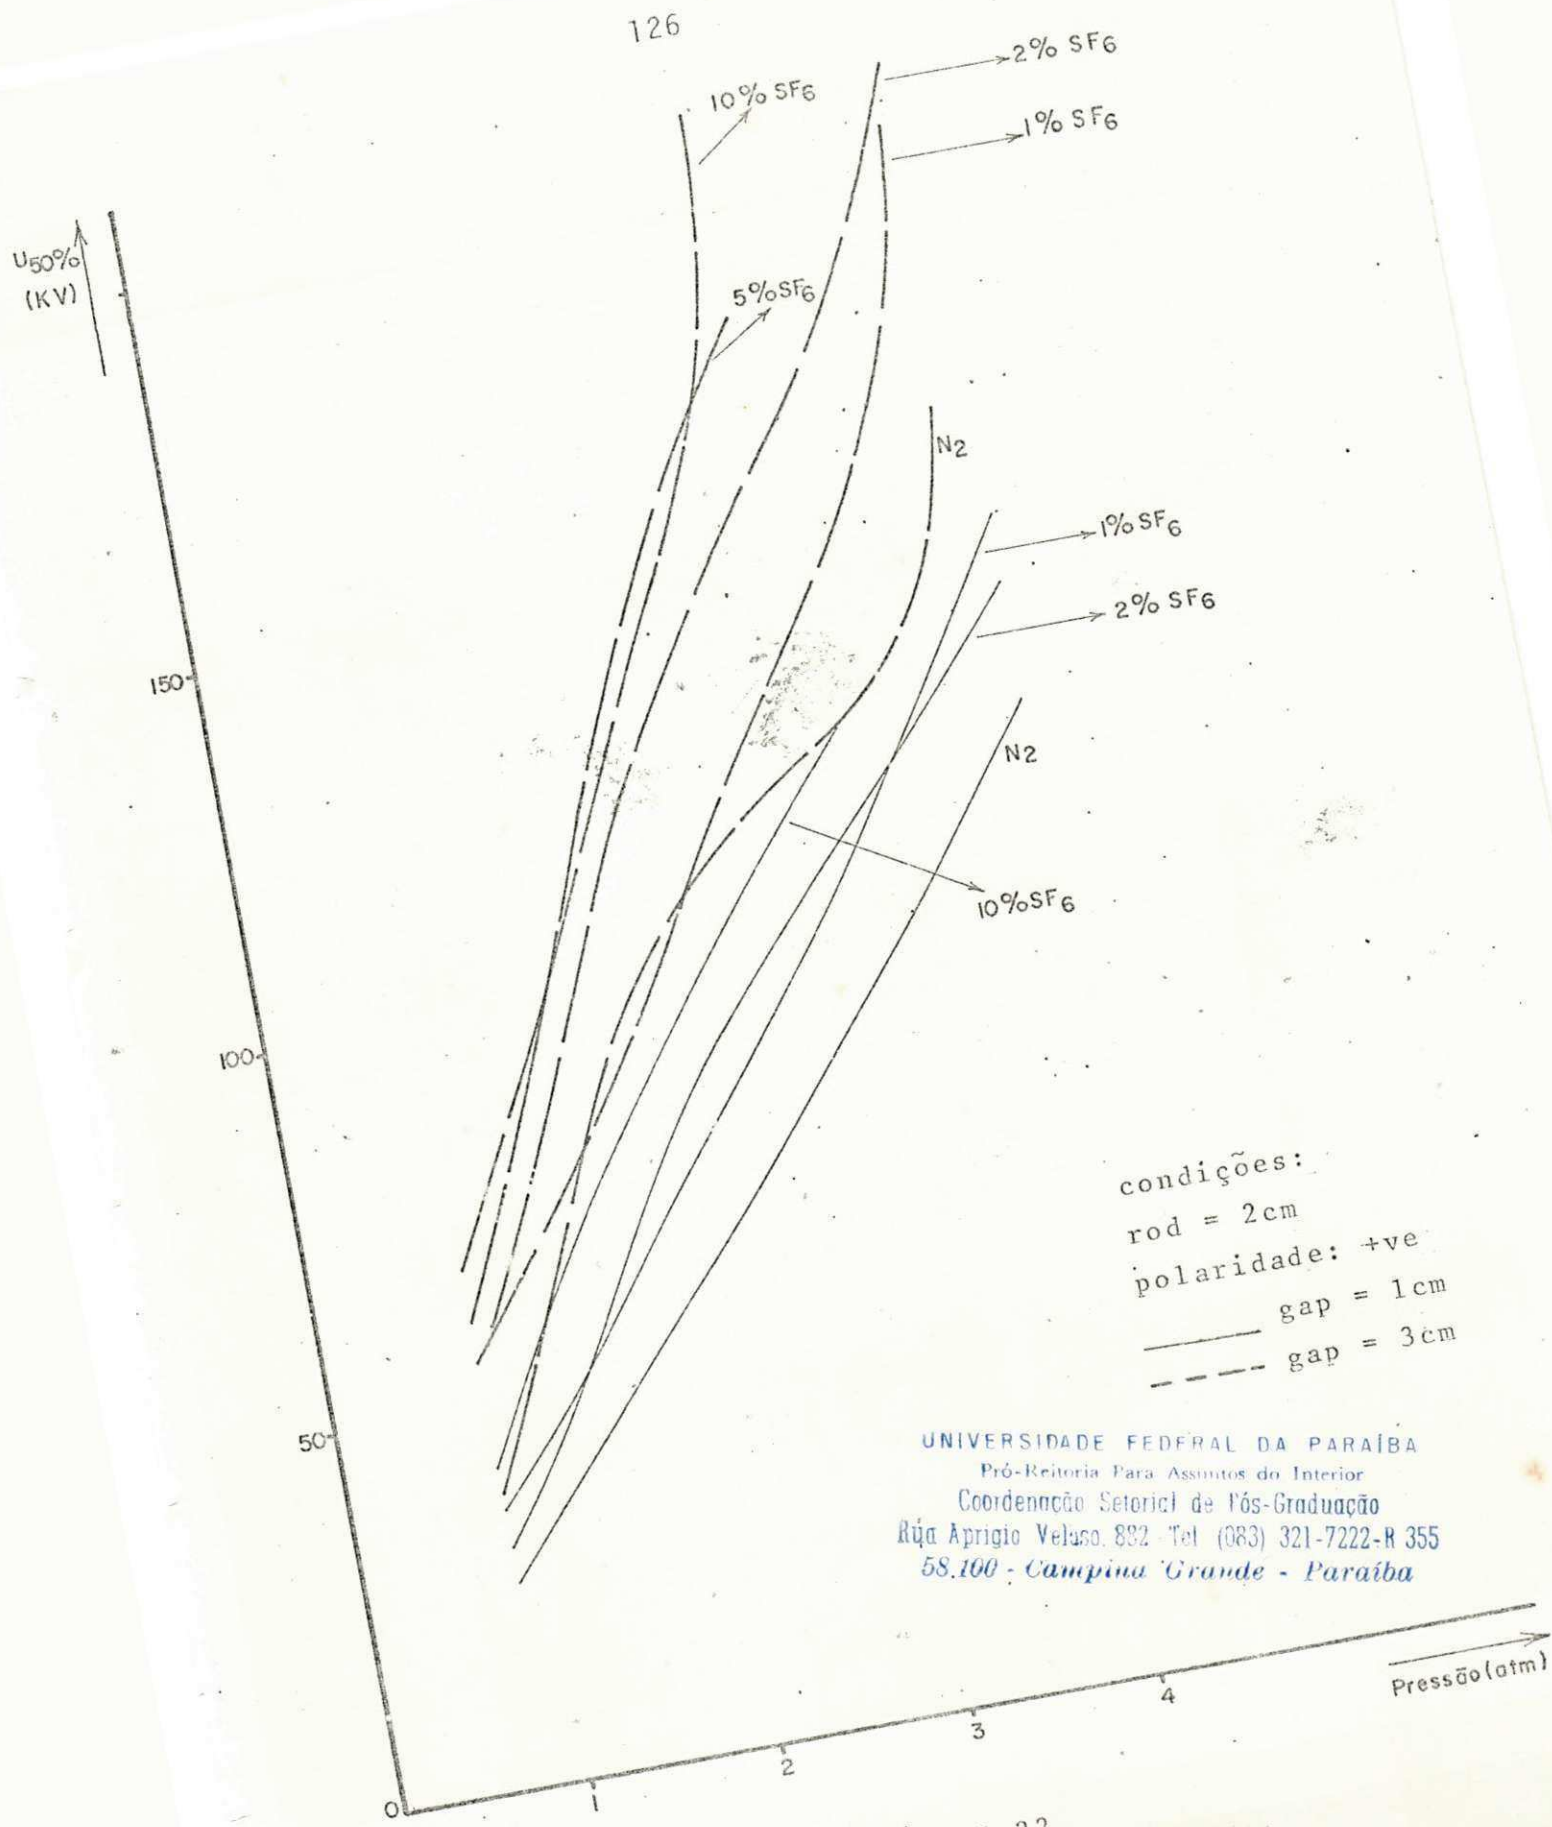 126
2% SF6
10% SF6
1% SF6
U50%
(KV)
5% SF6
N2
1% SF6
2% SF6
150
N2
10% SF6
100
condições:
rod = 2cm
polaridade: +ve
gap = 1cm
gap = 3cm
50
UNIVERSIDADE FEDERAL DA PARAÍBA
Pró-Reitoria Para Assuntos do Interior
Coordenação Setorial de Pós-Graduação
Rúa Aprigio Veloso, 882 - Tel (083) 321-7222-R 355
58.100 - Campina Grande - Paraíba
0
1
2
3
4
Pressão (atm)